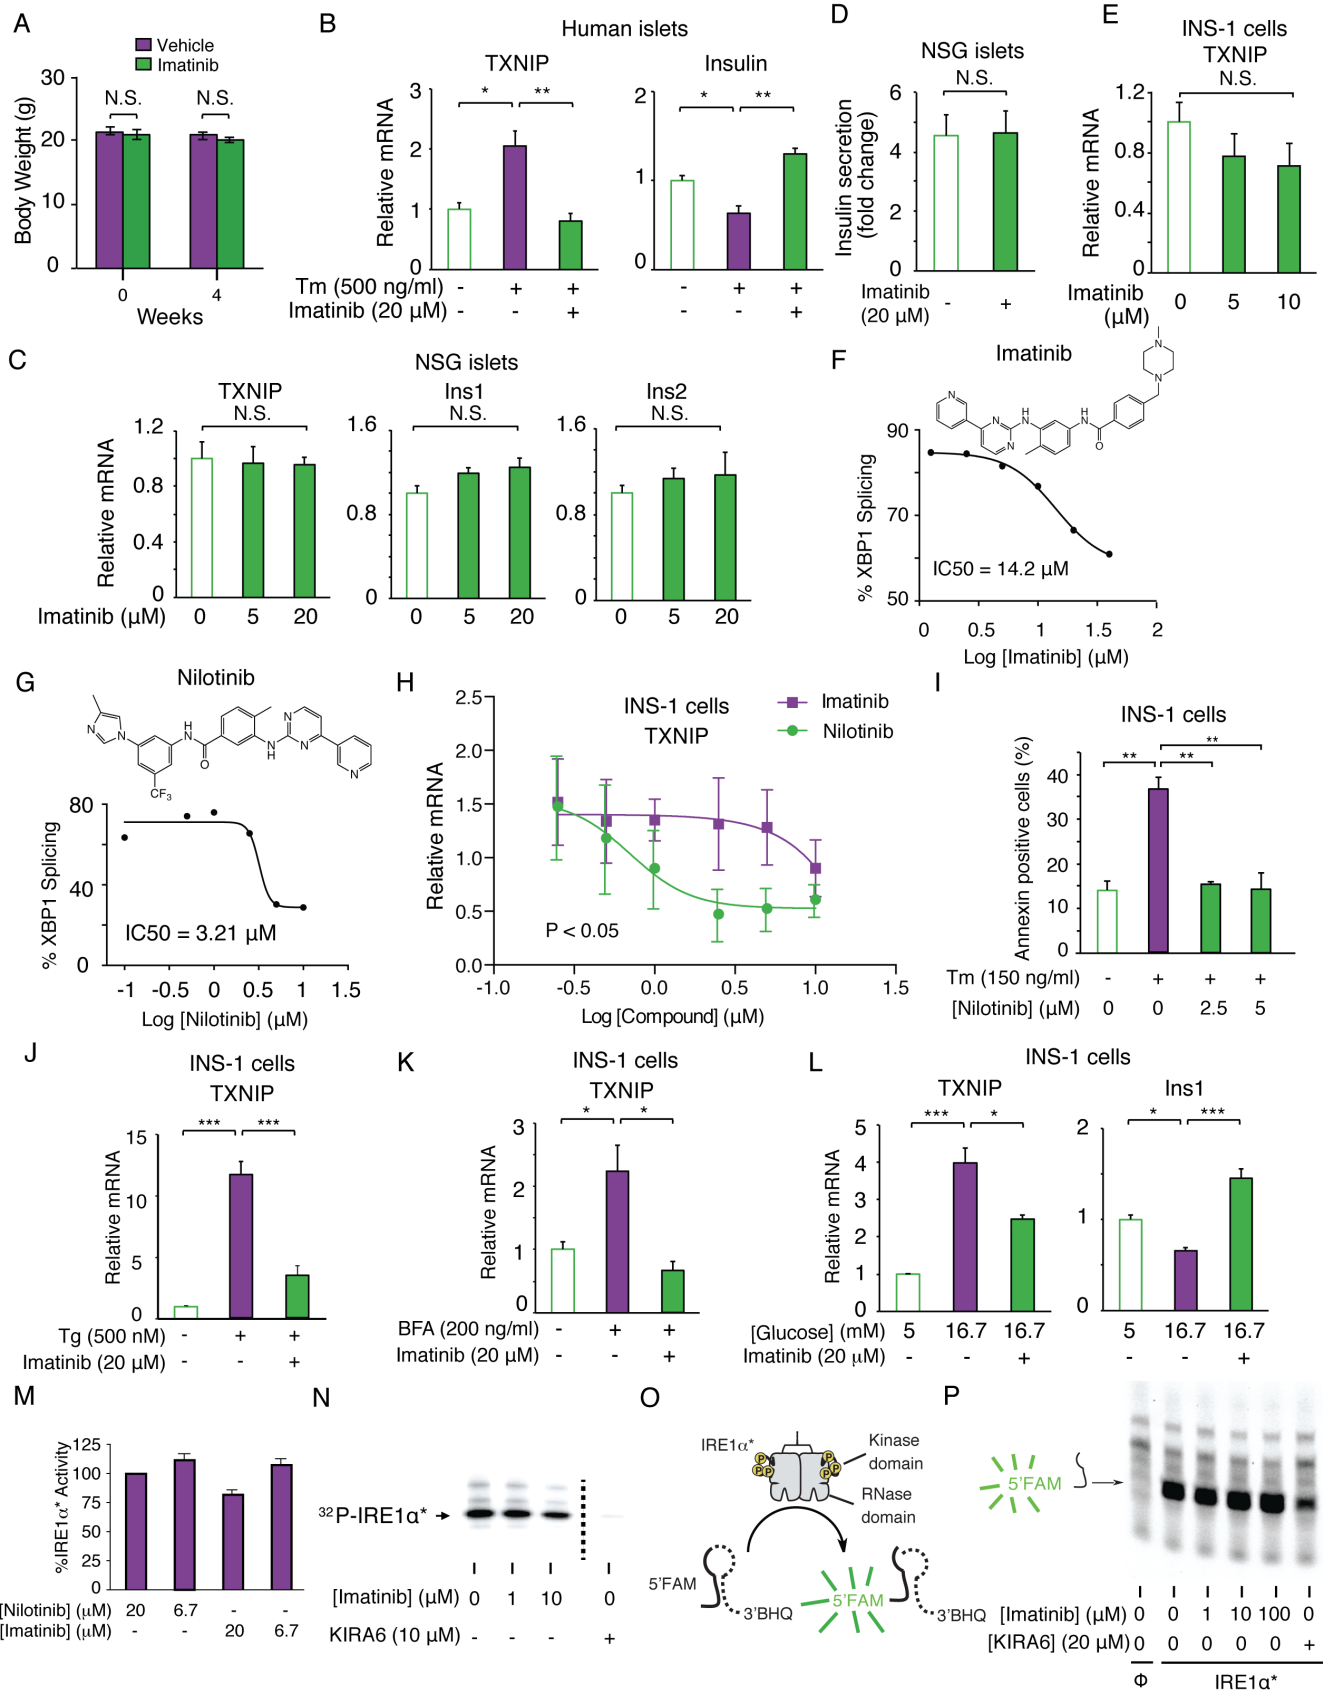 A
Vehicle
Imatinib
Body Weight (g)
30
20
10
0
N.S.
N.S.
0
4
Weeks
B
Human islets
TXNIP
Insulin
Relative mRNA
3
2
1
0
*
**
2
1
0
*
**
Tm (500 ng/ml)
-
+
+
-
+
+
Imatinib (20 µM)
-
-
+
-
-
+
C
NSG islets
TXNIP
Ins1
Ins2
N.S.
N.S.
N.S.
Relative mRNA
1.2
0.8
0.4
0
1.6
0.8
0
1.6
0.8
0
Imatinib (µM)
0
5
20
0
5
20
0
5
20
D
NSG islets
N.S.
Insulin secretion
(fold change)
6
4
2
0
Imatinib
(20 µM)
-
+
E
INS-1 cells
TXNIP
N.S.
Relative mRNA
1.2
0.8
0.4
0
Imatinib
(µM)
0
5
10
F
Imatinib
N
N
N
N
N
H
N
H
N
O
% XBP1 Splicing
90
70
50
IC50 = 14.2 µM
0
0.5
1
1.5
2
Log [Imatinib] (µM)
G
Nilotinib
N
N
H
N
O
CF3
N
H
N
N
N
% XBP1 Splicing
80
40
0
IC50 = 3.21 µM
-1
-0.5
0
0.5
1
1.5
Log [Nilotinib] (µM)
H
INS-1 cells
TXNIP
Imatinib
Nilotinib
Relative mRNA
2.5
2.0
1.5
1.0
0.5
0.0
P < 0.05
-1.0
-0.5
0.0
0.5
1.0
1.5
Log [Compound] (µM)
I
INS-1 cells
Annexin positive cells (%)
40
30
20
10
0
**
**
**
Tm (150 ng/ml)
-
+
+
+
[Nilotinib] (µM)
0
0
2.5
5
J
INS-1 cells
TXNIP
Relative mRNA
15
10
5
0
***
***
Tg (500 nM)
-
+
+
Imatinib (20 µM)
-
-
+
K
INS-1 cells
TXNIP
Relative mRNA
3
2
1
0
*
*
BFA (200 ng/ml)
-
+
+
Imatinib (20 µM)
-
-
+
L
INS-1 cells
TXNIP
Ins1
Relative mRNA
5
4
3
2
1
0
***
*
2
1
0
*
***
[Glucose] (mM)
5
16.7
16.7
5
16.7
16.7
Imatinib (20 µM)
-
-
+
-
-
+
M
%IRE1α* Activity
125
100
75
50
25
0
[Nilotinib] (µM)
20
6.7
-
-
[Imatinib] (µM)
-
-
20
6.7
N
32P-IRE1α*
[Imatinib] (µM)
0
1
10
0
KIRA6 (10 µM)
-
-
-
+
O
IRE1α*
P
P
P
P
P
P
Kinase
domain
RNase
domain
5'FAM
3'BHQ
5'FAM
3'BHQ
P
5'FAM
[Imatinib] (µM)
0
0
1
10
100
0
[KIRA6] (20 µM)
0
0
0
0
0
+
Φ
IRE1α*